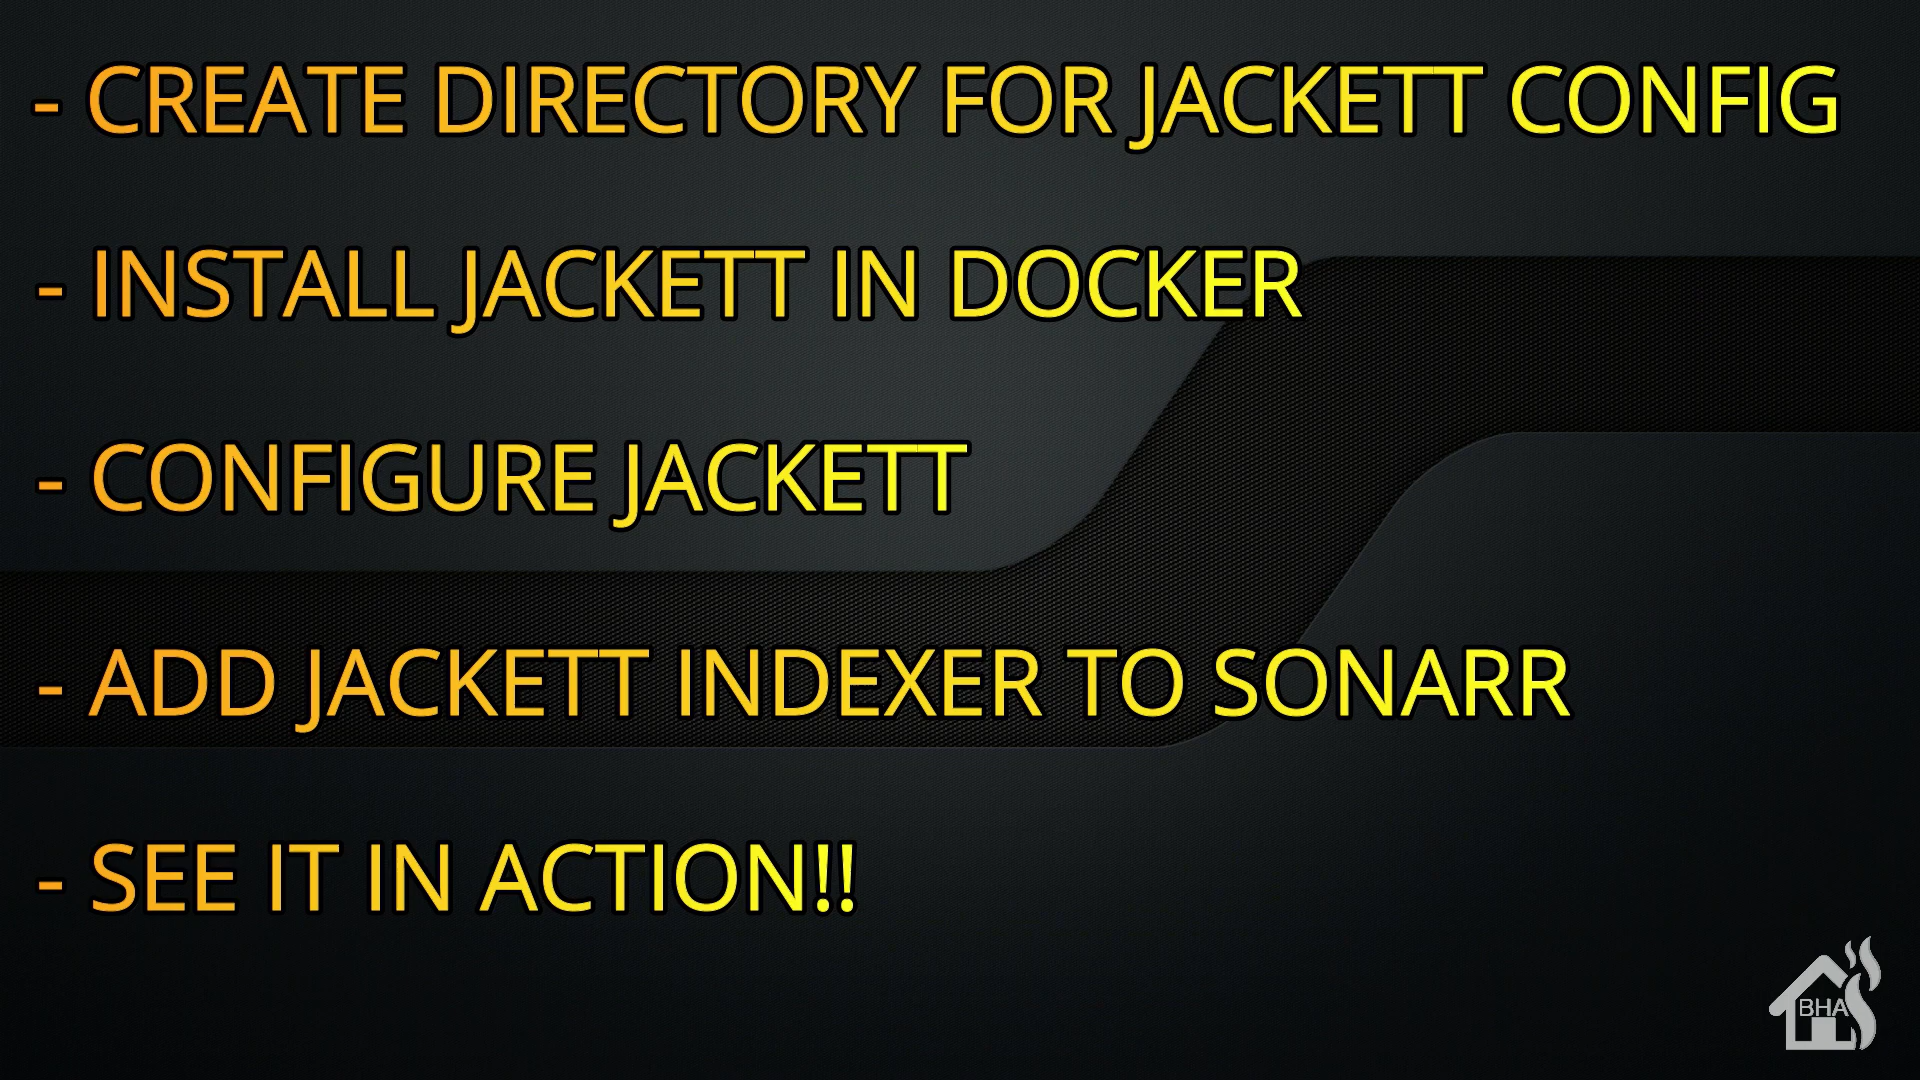 - CREATE DIRECTORY FOR JACKETT CONFIG
- INSTALL JACKETT IN DOCKER
- CONFIGURE JACKETT
- ADD JACKETT INDEXER TO SONARR
- SEE IT IN ACTION!!
BHA